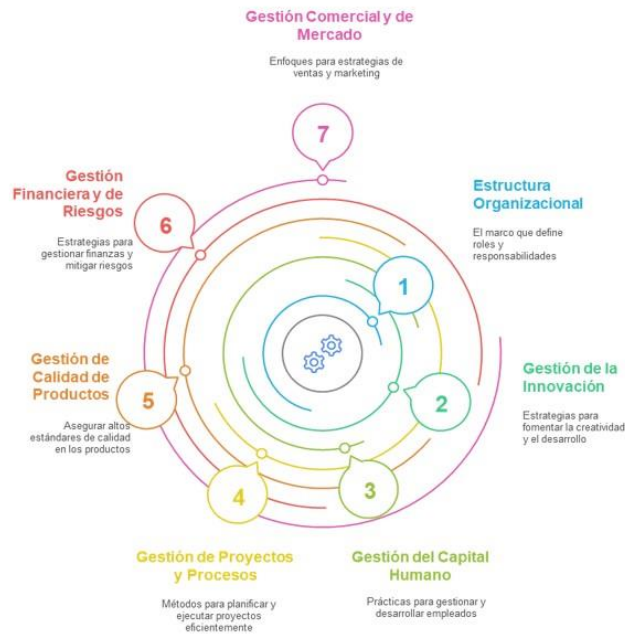 Gestión Comercial y de
Mercado
Enfoques para estrategias de
ventas y marketing
7
Gestión
Financiera y de
Riesgos
Estrategias para
gestionar finanzas y
mitigar riesgos
6
Estructura
Organizacional
El marco que define
roles y
responsabilidades
1
Gestión de
Calidad de
Productos
Asegurar altos
estándares de calidad
en los productos
5
Gestión de la
Innovación
Estrategias para
fomentar la creatividad
y el desarrollo
2
4
3
Gestión de Proyectos
y Procesos
Métodos para planificar y
ejecutar proyectos
eficientemente
Gestión del Capital
Humano
Prácticas para gestionar y
desarrollar empleados